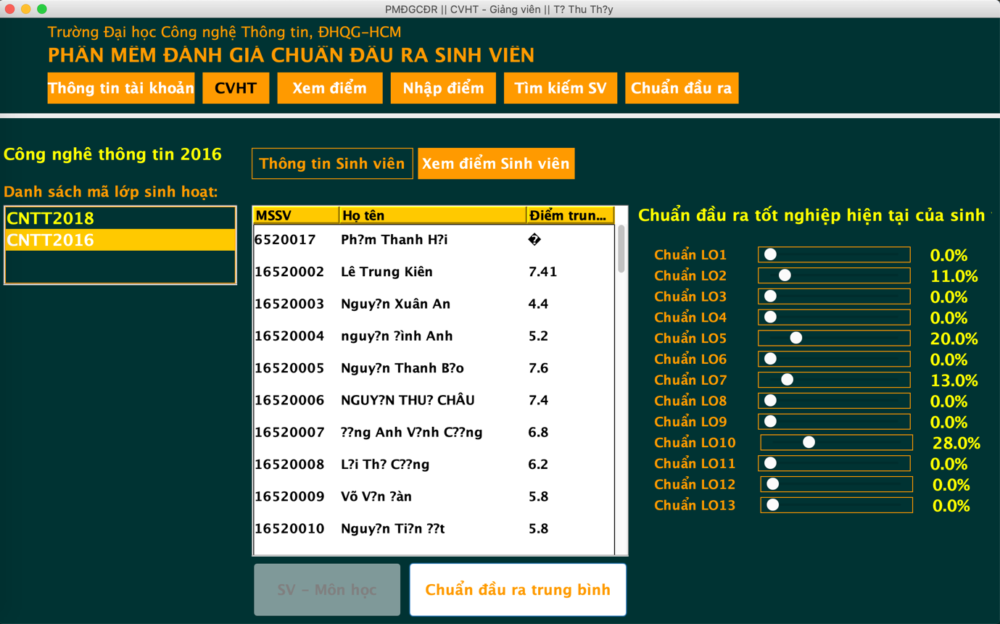 PMĐGCĐR || CVHT - Giảng viên || T? Thu Th?y
Trường Đại học Công nghệ Thông tin, ĐHQG-HCM
PHẦN MỀM ĐÁNH GIÁ CHUẨN ĐẦU RA SINH VIÊN
Thông tin tài khoản CVHT Xem điểm Nhập điểm Tìm kiếm SV Chuẩn đầu ra
Công nghê thông tin 2016
Danh sách mã lớp sinh hoạt:
CNTT2018
CNTT2016
Thông tin Sinh viên Xem điểm Sinh viên
MSSV Họ tên Điểm trun...
6520017 Ph?m Thanh H?i �
16520002 Lê Trung Kiên 7.41
16520003 Nguy?n Xuân An 4.4
16520004 nguy?n ?ình Anh 5.2
16520005 Nguy?n Thanh B?o 7.6
16520006 NGUY?N THU? CHÂU 7.4
16520007 ??ng Anh V?nh C??ng 6.8
16520008 L?i Th? C??ng 6.2
16520009 Võ V?n ?àn 5.8
16520010 Nguy?n Ti?n ??t 5.8
SV - Môn học Chuẩn đầu ra trung bình
Chuẩn đầu ra tốt nghiệp hiện tại của sinh
Chuẩn LO1 0.0%
Chuẩn LO2 11.0%
Chuẩn LO3 0.0%
Chuẩn LO4 0.0%
Chuẩn LO5 20.0%
Chuẩn LO6 0.0%
Chuẩn LO7 13.0%
Chuẩn LO8 0.0%
Chuẩn LO9 0.0%
Chuẩn LO10 28.0%
Chuẩn LO11 0.0%
Chuẩn LO12 0.0%
Chuẩn LO13 0.0%